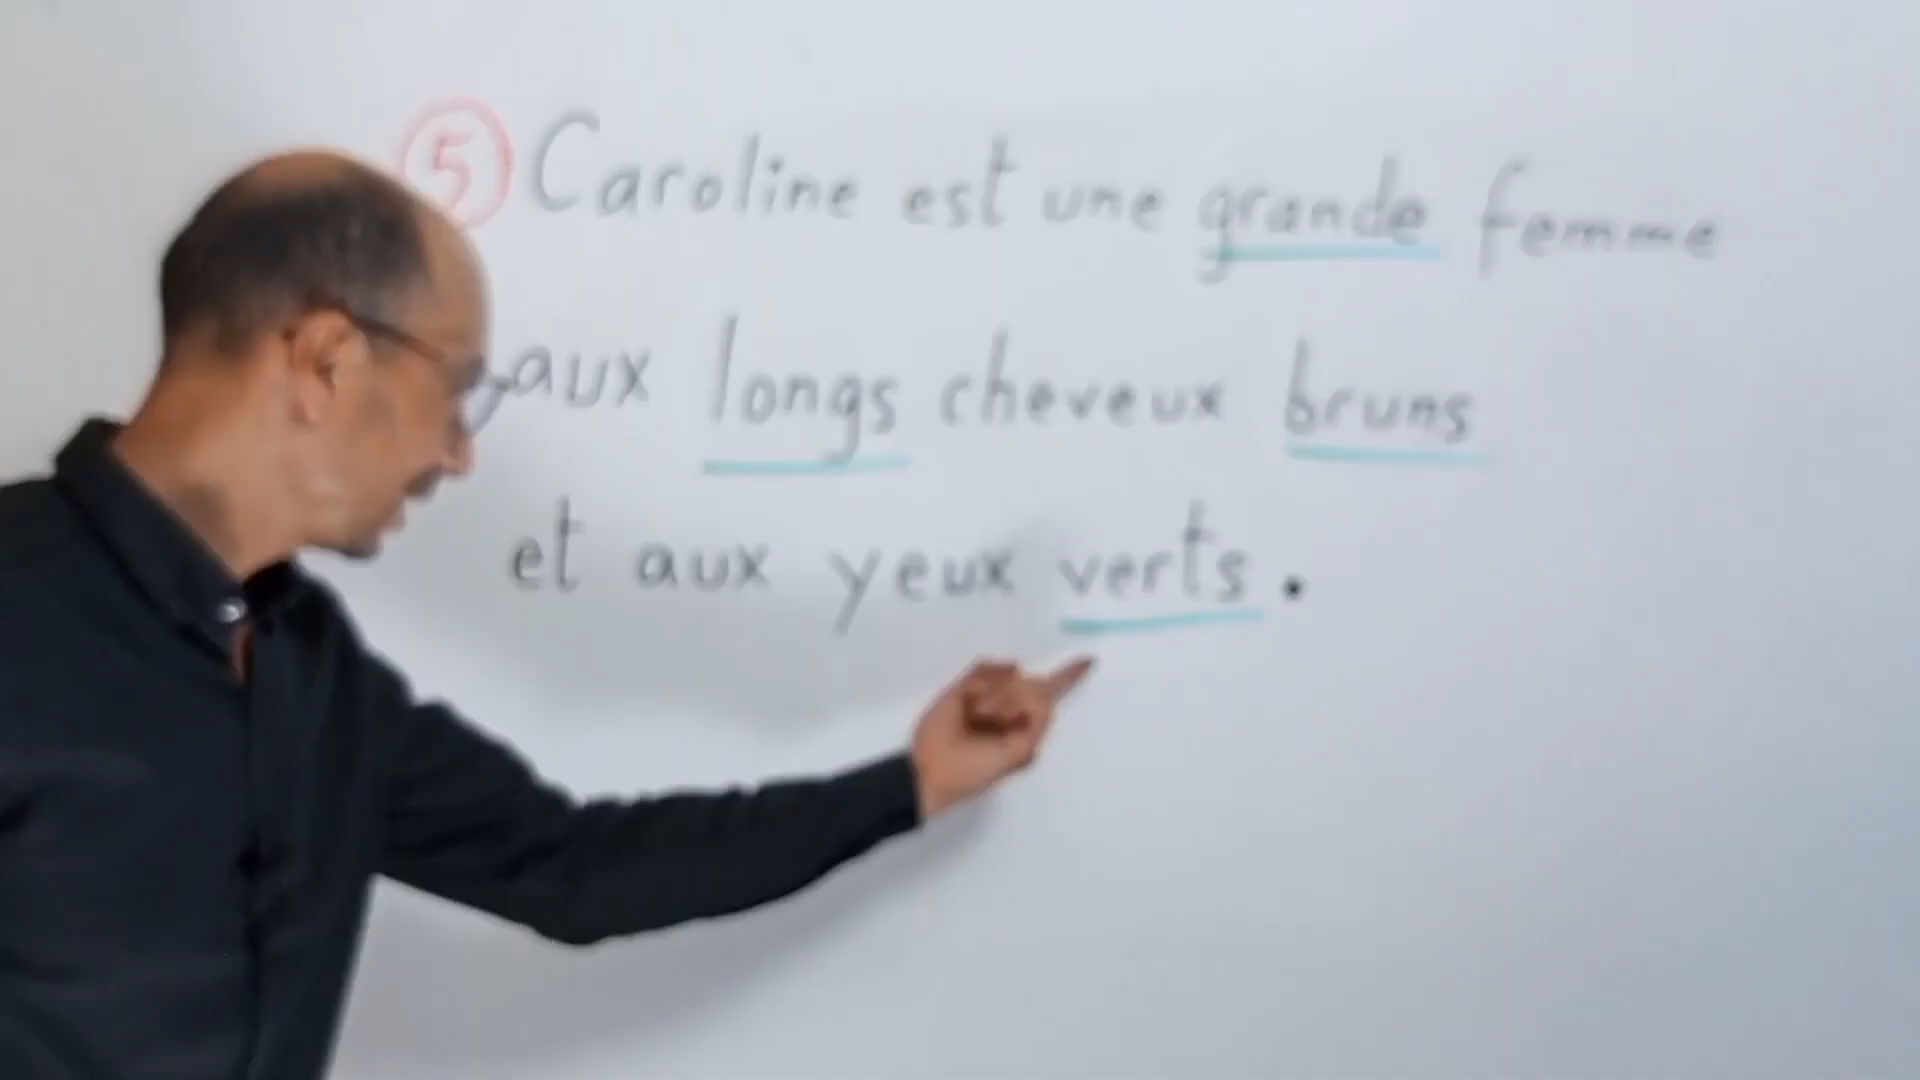 ⑤ Caroline est une grande femme
aux longs cheveux bruns
et aux yeux verts.